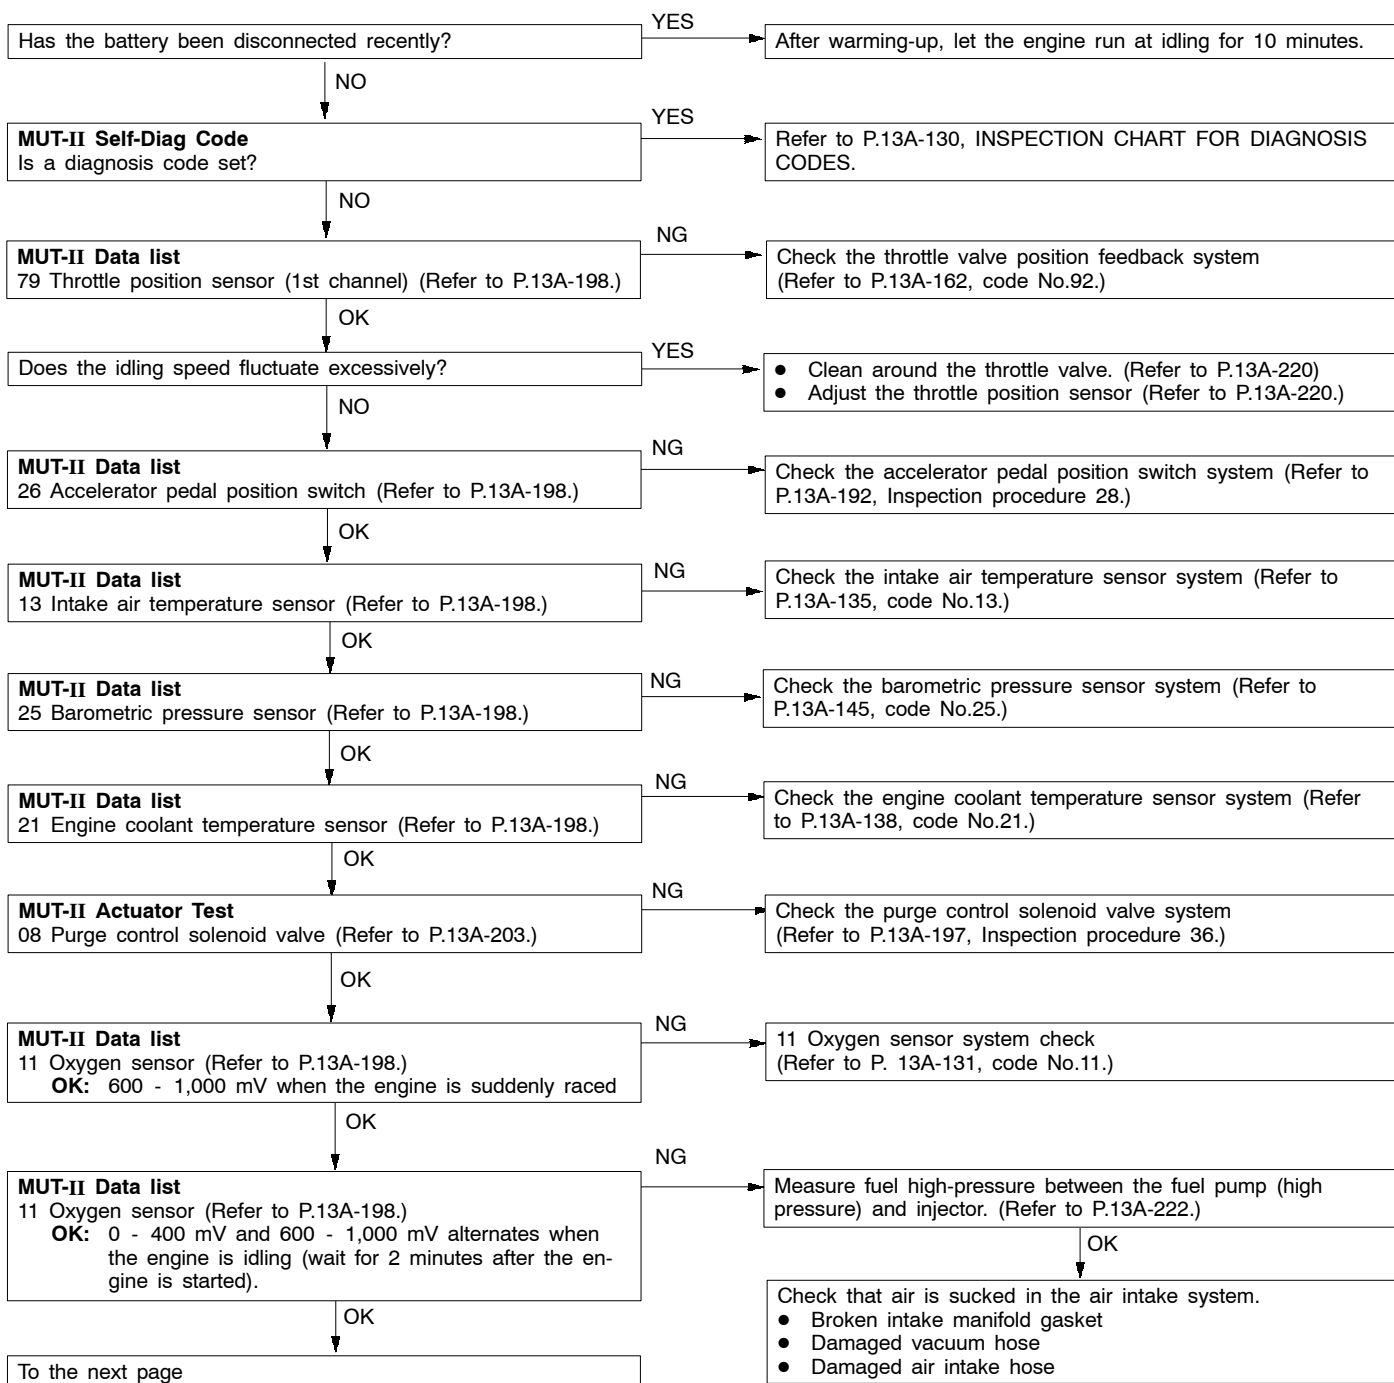 Has the battery been disconnected recently?
YES
After warming-up, let the engine run at idling for 10 minutes.
NO
MUT-II Self-Diag Code
Is a diagnosis code set?
YES
Refer to P.13A-130, INSPECTION CHART FOR DIAGNOSIS
CODES.
NO
MUT-II Data list
79 Throttle position sensor (1st channel) (Refer to P.13A-198.)
NG
Check the throttle valve position feedback system
(Refer to P.13A-162, code No.92.)
OK
Does the idling speed fluctuate excessively?
YES
● Clean around the throttle valve. (Refer to P.13A-220)
● Adjust the throttle position sensor (Refer to P.13A-220.)
NO
MUT-II Data list
26 Accelerator pedal position switch (Refer to P.13A-198.)
NG
Check the accelerator pedal position switch system (Refer to
P.13A-192, Inspection procedure 28.)
OK
MUT-II Data list
13 Intake air temperature sensor (Refer to P.13A-198.)
NG
Check the intake air temperature sensor system (Refer to
P.13A-135, code No.13.)
OK
MUT-II Data list
25 Barometric pressure sensor (Refer to P.13A-198.)
NG
Check the barometric pressure sensor system (Refer to
P.13A-145, code No.25.)
OK
MUT-II Data list
21 Engine coolant temperature sensor (Refer to P.13A-198.)
NG
Check the engine coolant temperature sensor system (Refer
to P.13A-138, code No.21.)
OK
MUT-II Actuator Test
08 Purge control solenoid valve (Refer to P.13A-203.)
NG
Check the purge control solenoid valve system
(Refer to P.13A-197, Inspection procedure 36.)
OK
MUT-II Data list
11 Oxygen sensor (Refer to P.13A-198.)
OK: 600 - 1,000 mV when the engine is suddenly raced
NG
11 Oxygen sensor system check
(Refer to P. 13A-131, code No.11.)
OK
MUT-II Data list
11 Oxygen sensor (Refer to P.13A-198.)
OK: 0 - 400 mV and 600 - 1,000 mV alternates when
the engine is idling (wait for 2 minutes after the en-
gine is started).
NG
Measure fuel high-pressure between the fuel pump (high
pressure) and injector. (Refer to P.13A-222.)
OK
Check that air is sucked in the air intake system.
● Broken intake manifold gasket
● Damaged vacuum hose
● Damaged air intake hose
OK
To the next page